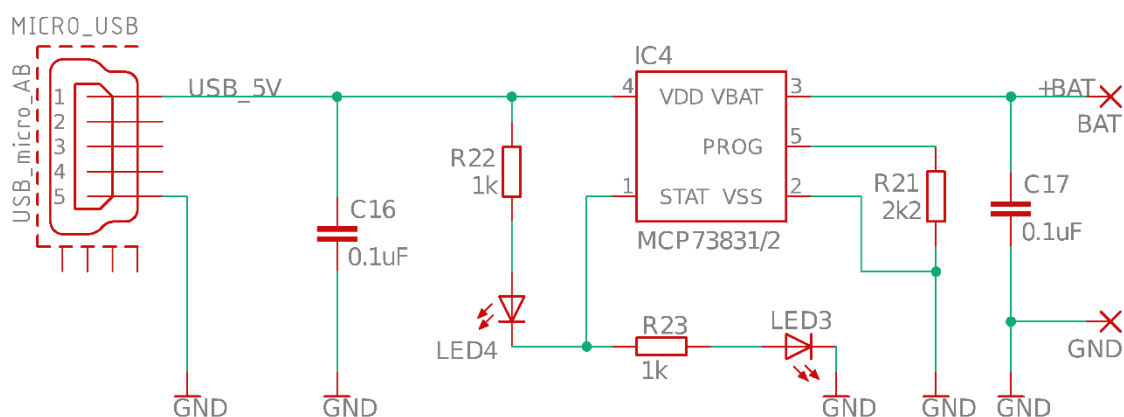 MICRO_USB
USB_micro_AB
1
2
3
4
5
USB_5V
GND
C16
0.1uF
GND
R22
1k
LED4
IC4
4
1
VDD VBAT
PROG
STAT VSS
3
5
2
MCP73831/2
R23
1k
LED3
GND
R21
2k2
GND
C17
0.1uF
GND
+BAT
BAT
GND